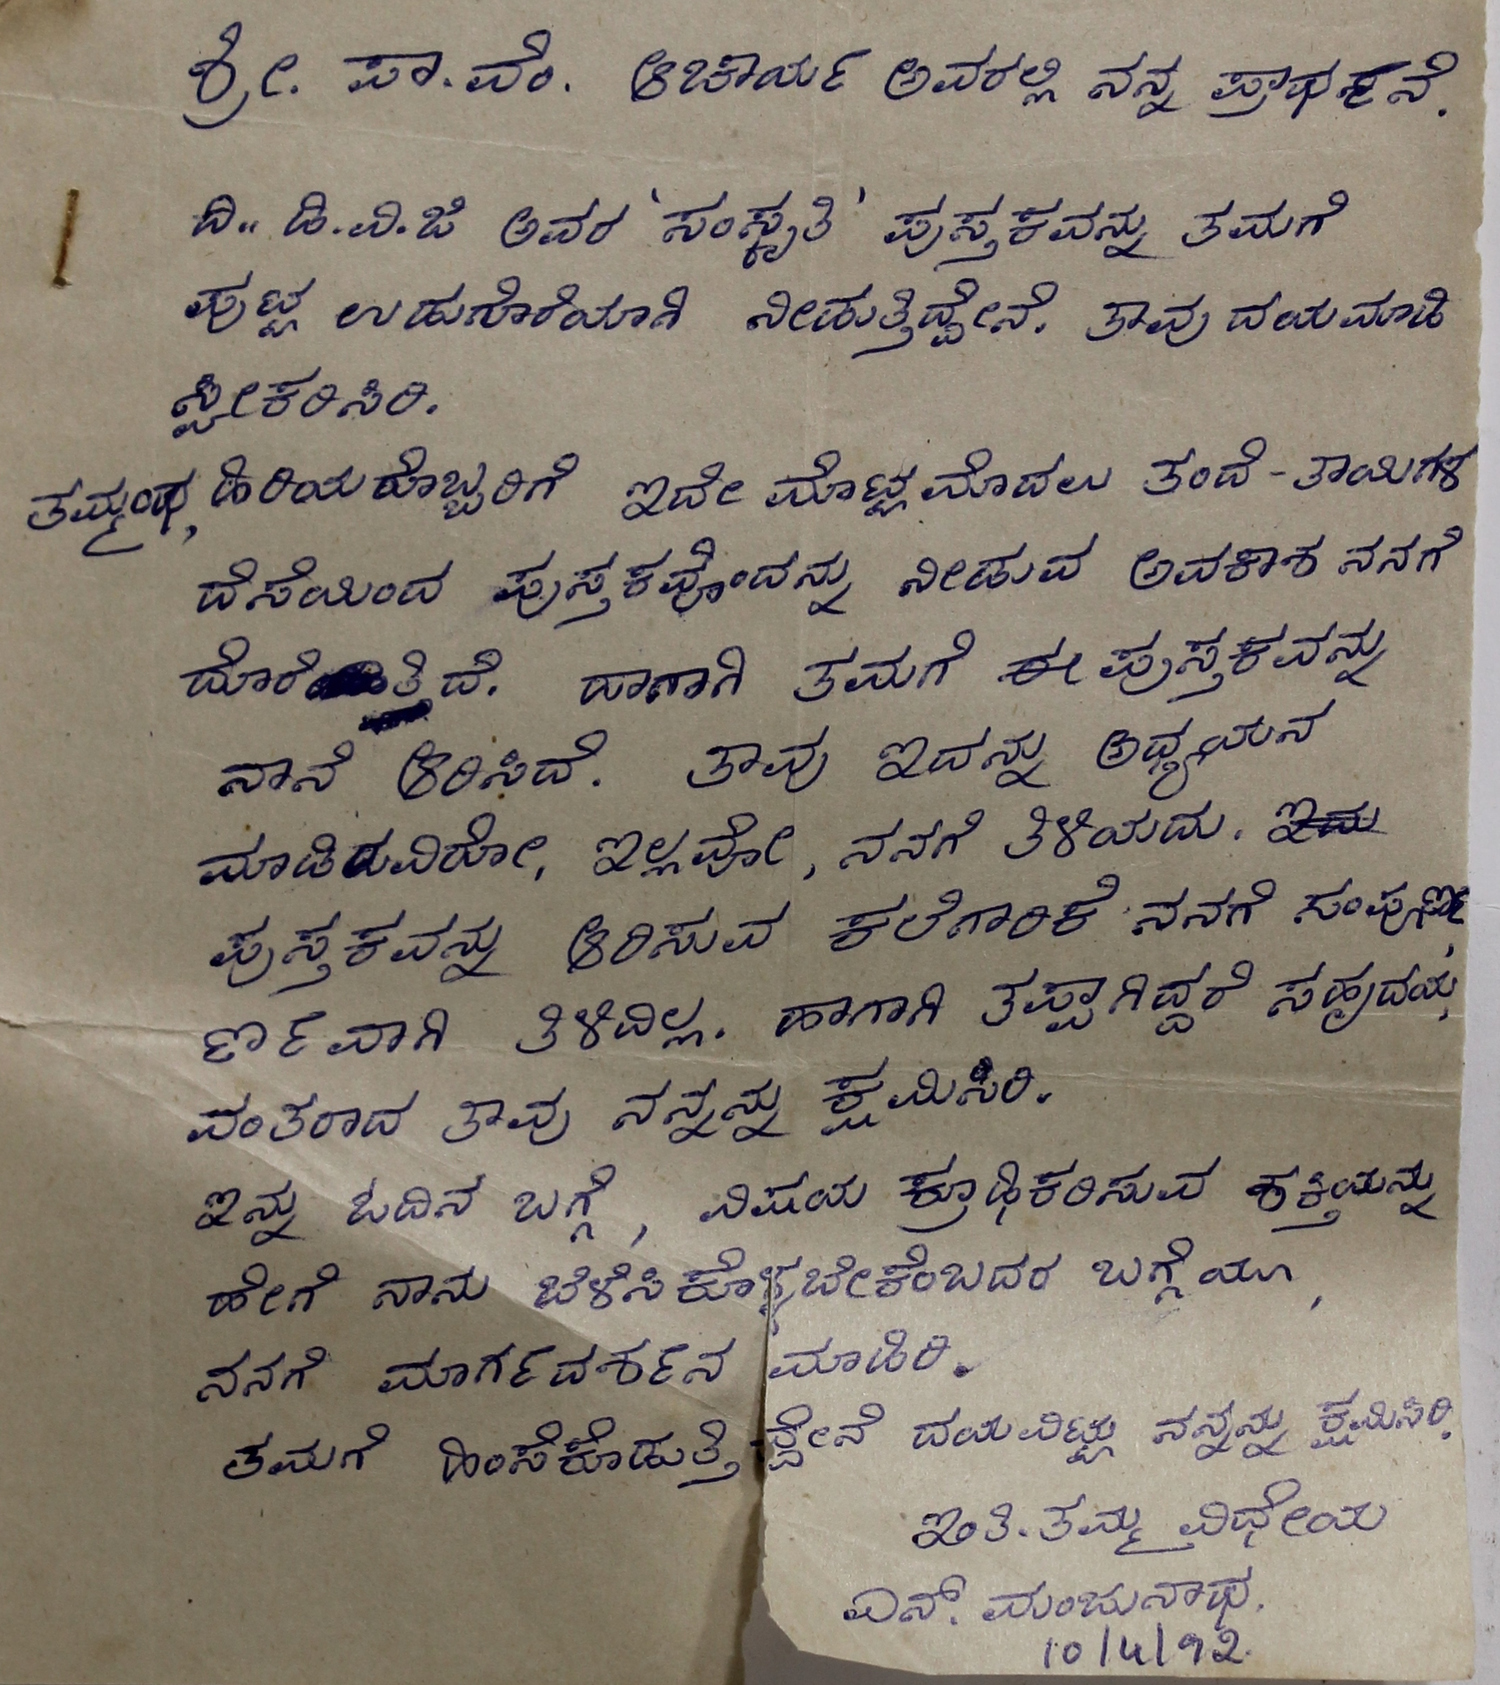 ಶ್ರೀ. ಪಾ.ವೆಂ. ಆಚಾರ್ಯ ಅವರಲ್ಲಿ ನನ್ನ ಪ್ರಾರ್ಥನೆ.
ದಿ.. ಡಿ.ವಿ.ಜಿ ಅವರ 'ಸಂಸ್ಕೃತಿ' ಪುಸ್ತಕವನ್ನು ತಮಗೆ
ಪುಟ್ಟ ಉಡುಗೊರೆಯಾಗಿ ನೀಡುತ್ತಿದ್ದೇನೆ. ತಾವು ದಯಮಾಡಿ
ಸ್ವೀಕರಿಸಿರಿ.
ತಮ್ಮಂಥ, ಹಿರಿಯರೊಬ್ಬರಿಗೆ ಇದೇ ಮೊಟ್ಟಮೊದಲು ತಂದೆ-ತಾಯಿಗಳ
ದೆಸೆಯಿಂದ ಪುಸ್ತಕವೊಂದನ್ನು ನೀಡುವ ಅವಕಾಶ ನನಗೆ
ದೊರೆತ್ತಿದೆ. ಹಾಗಾಗಿ ತಮಗೆ ಈ ಪುಸ್ತಕವನ್ನು
ನಾನೆ ಆರಿಸಿದೆ. ತಾವು ಇದನ್ನು ಅಧ್ಯಯನ
ಮಾಡಿರುವಿರೋ, ಇಲ್ಲವೋ, ನನಗೆ ತಿಳಿಯದು. ಇದು
ಪುಸ್ತಕವನ್ನು ಆರಿಸುವ ಕಲೆಗಾರಿಕೆ ನನಗೆ ಸಂಪು
ರ್ಣವಾಗಿ ತಿಳಿವಿಲ್ಲ. ಹಾಗಾಗಿ ತಪ್ಪಾಗಿದ್ದರೆ ಸಹೃದಯ,
ವಂತರಾದ ತಾವು ನನ್ನನ್ನು ಕ್ಷಮಿಸಿರಿ.
ಇನ್ನು ಓದಿನ ಬಗ್ಗೆ, ವಿಷಯ ಕ್ರೂಢಿಕರಿಸುವ ಶಕ್ತಿಯನ್ನು
ಹೇಗೆ ನಾನು ಬೆಳೆಸಿಕೊಳ್ಳಬೇಕೆಂಬದರ ಬಗ್ಗೆಯೂ,
ನನಗೆ ಮಾರ್ಗದರ್ಶನ ಮಾಡಿರಿ.
ತಮಗೆ ಹಿಂಸೆಕೊಡುತ್ತಿದ್ದೇನೆ ದಯವಿಟ್ಟು ನನ್ನನ್ನು ಕ್ಷಮಿಸಿರಿ.
ಇಂತಿ. ತಮ್ಮ ವಿಧೇಯ
ಎನ್. ಮಂಜುನಾಥ.
10/4/92